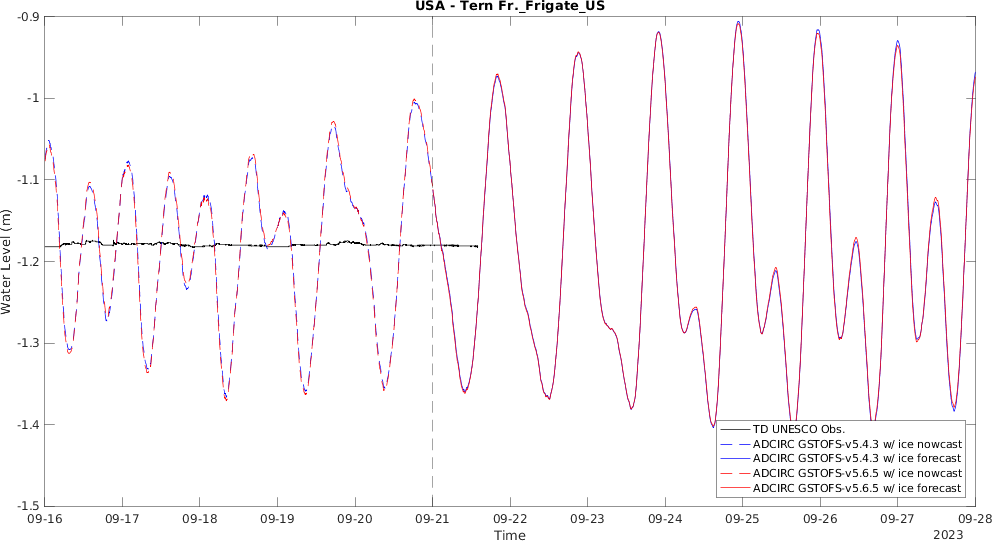 USA - Tern Fr._Frigate_US
-0.9
-1
-1.1
-1.2
-1.3
-1.4
-1.5
Water Level (m)
TD UNESCO Obs.
ADCIRC GSTOFS-v5.4.3 w/ ice nowcast
ADCIRC GSTOFS-v5.4.3 w/ ice forecast
ADCIRC GSTOFS-v5.6.5 w/ ice nowcast
ADCIRC GSTOFS-v5.6.5 w/ ice forecast
09-16 09-17 09-18 09-19 09-20 09-21 09-22 09-23 09-24 09-25 09-26 09-27 09-28
Time
2023